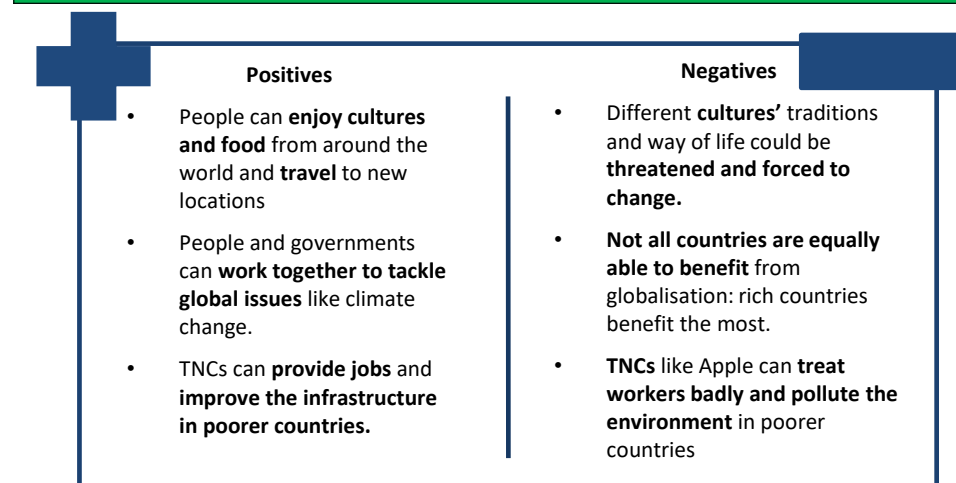 Positives
• People can enjoy cultures
and food from around the
world and travel to new
locations
• People and governments
can work together to tackle
global issues like climate
change.
• TNCs can provide jobs and
improve the infrastructure
in poorer countries.
Negatives
• Different cultures’ traditions
and way of life could be
threatened and forced to
change.
• Not all countries are equally
able to benefit from
globalisation: rich countries
benefit the most.
• TNCs like Apple can treat
workers badly and pollute the
environment in poorer
countries